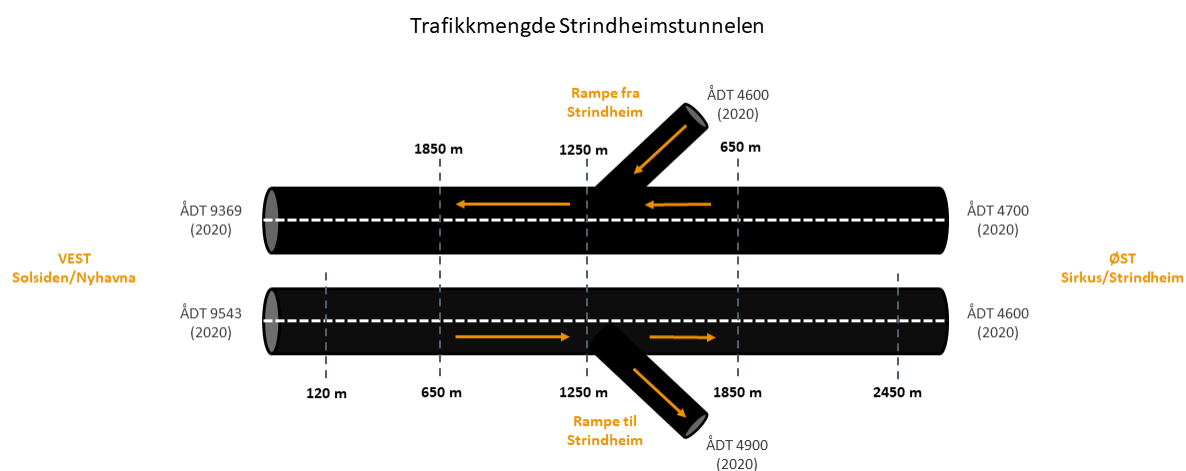 Trafikkmengde Strindheimstunnelen
Rampe fra
Strindheim
ÅDT 4600
(2020)
1850 m
1250 m
650 m
ÅDT 9369
(2020)
ÅDT 4700
(2020)
VEST
Solsiden/Nyhavna
ØST
Sirkus/Strindheim
ÅDT 9543
(2020)
ÅDT 4600
(2020)
120 m
650 m
1250 m
1850 m
2450 m
Rampe til
Strindheim
ÅDT 4900
(2020)